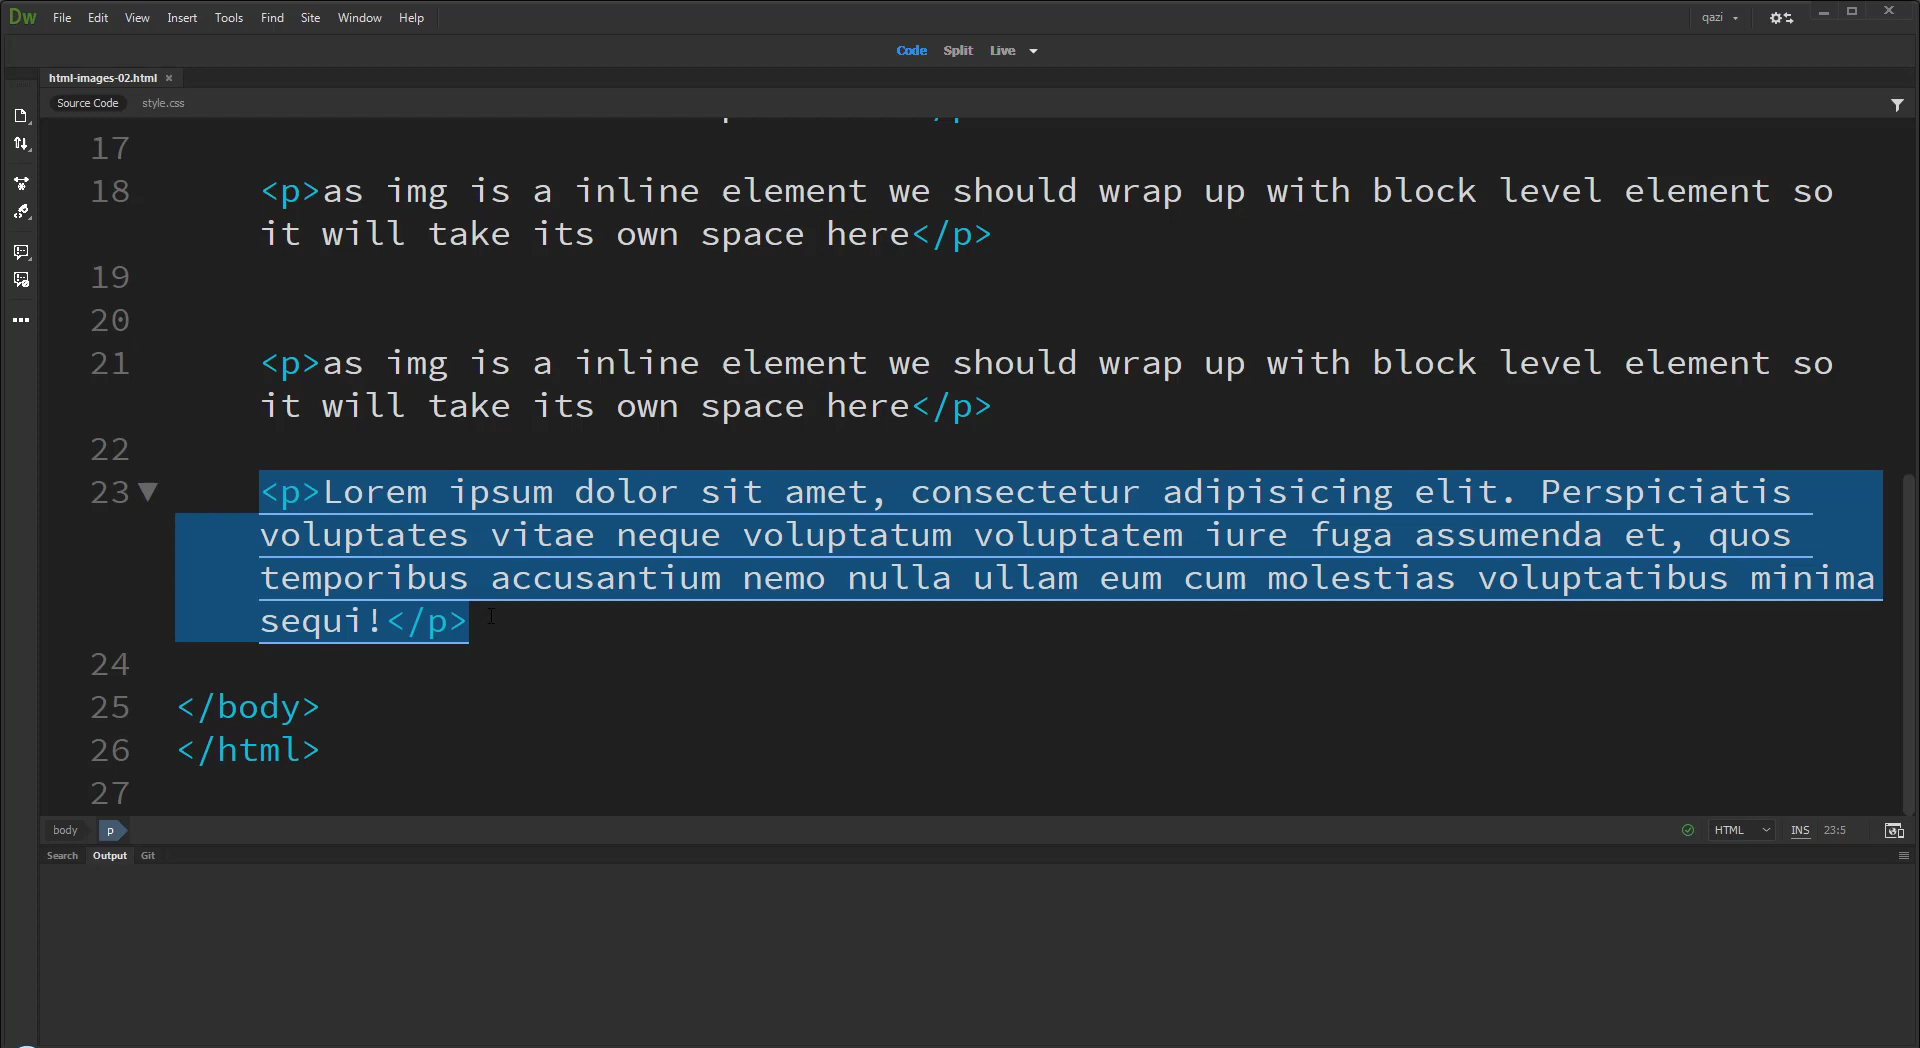 Dw File Edit View Insert Tools Find Site Window Help qazi
Code Split Live
html-images-02.html ×
Source Code style.css
17
18 <p>as img is a inline element we should wrap up with block level element so
it will take its own space here</p>
19
20
21 <p>as img is a inline element we should wrap up with block level element so
it will take its own space here</p>
22
23 <p>Lorem ipsum dolor sit amet, consectetur adipisicing elit. Perspiciatis
voluptates vitae neque voluptatum voluptatem iure fuga assumenda et, quos
temporibus accusantium nemo nulla ullam eum cum molestias voluptatibus minima
sequi!</p>
24
25 </body>
26 </html>
27
body p HTML INS 23:5
Search Output Git